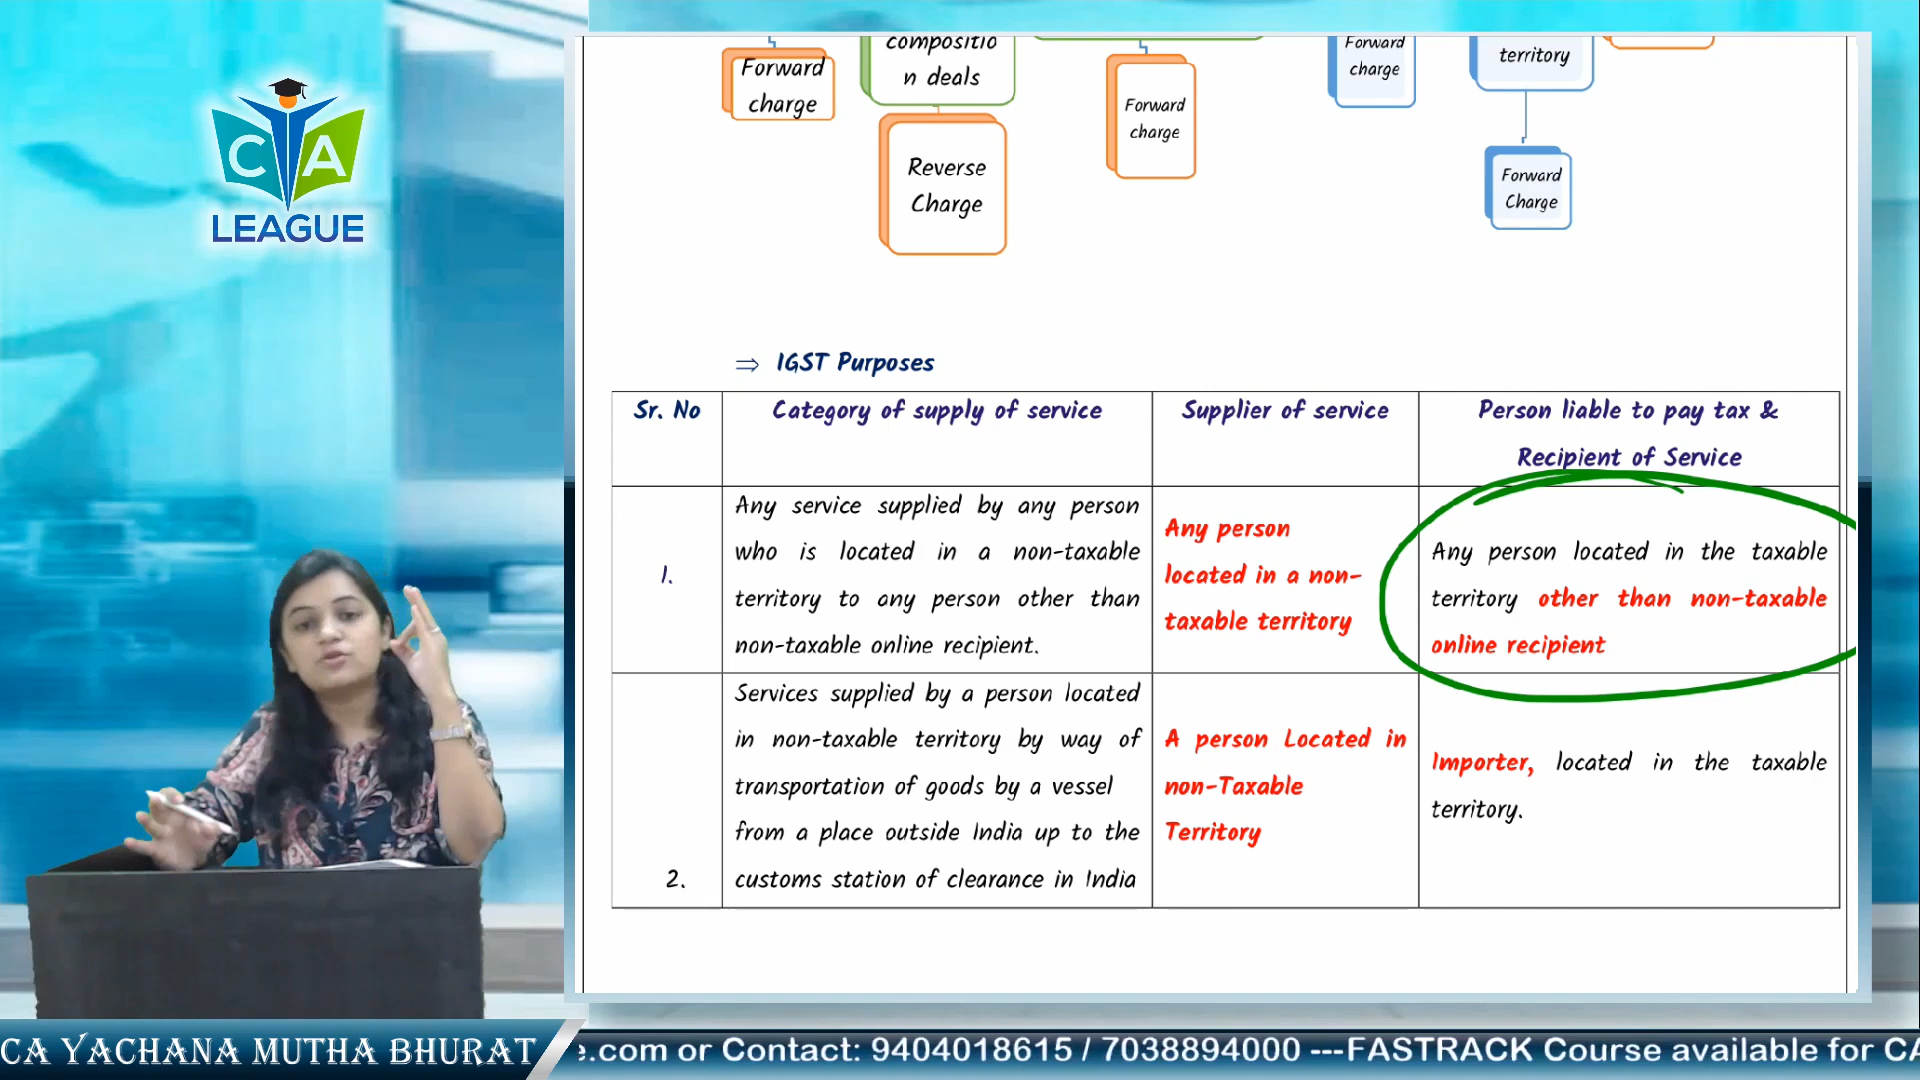 C A
LEAGUE
Forward
charge
compositio
n deals
Reverse
Charge
Forward
charge
Forward
charge
territory
Forward
Charge
⇒ IGST Purposes
Sr. No
Category of supply of service
Supplier of service
Person liable to pay tax &
Recipient of Service
1.
Any service supplied by any person
who is located in a non-taxable
territory to any person other than
non-taxable online recipient.
Any person
located in a non-
taxable territory
Any person located in the taxable
territory other than non-taxable
online recipient
2.
Services supplied by a person located
in non-taxable territory by way of
transportation of goods by a vessel
from a place outside India up to the
customs station of clearance in India
A person Located in
non-Taxable
Territory
Importer, located in the taxable
territory.
CA YACHANA MUTHA BHURAT
e.com or Contact: 9404018615 / 7038894000 ---FASTRACK Course available for CA